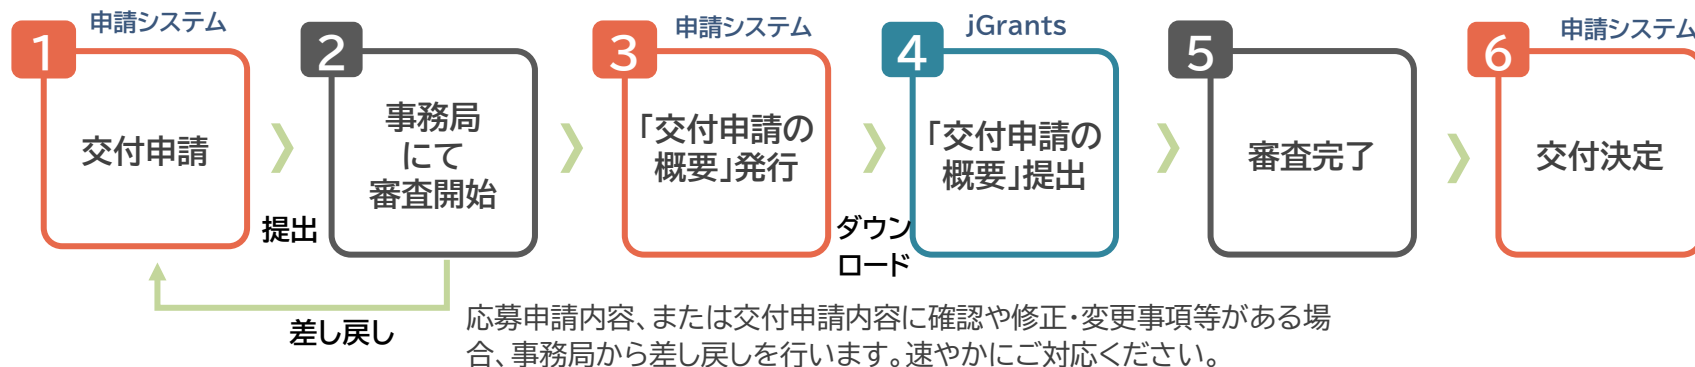 1
申請システム
交付申請
提出
2
事務局
にて
審査開始
差し戻し
3
申請システム
「交付申請の
概要」発行
ダウン
ロード
4
jGrants
「交付申請の
概要」提出
5
審査完了
6
申請システム
交付決定
応募申請内容、または交付申請内容に確認や修正・変更事項等がある場
合、事務局から差し戻しを行います。速やかにご対応ください。